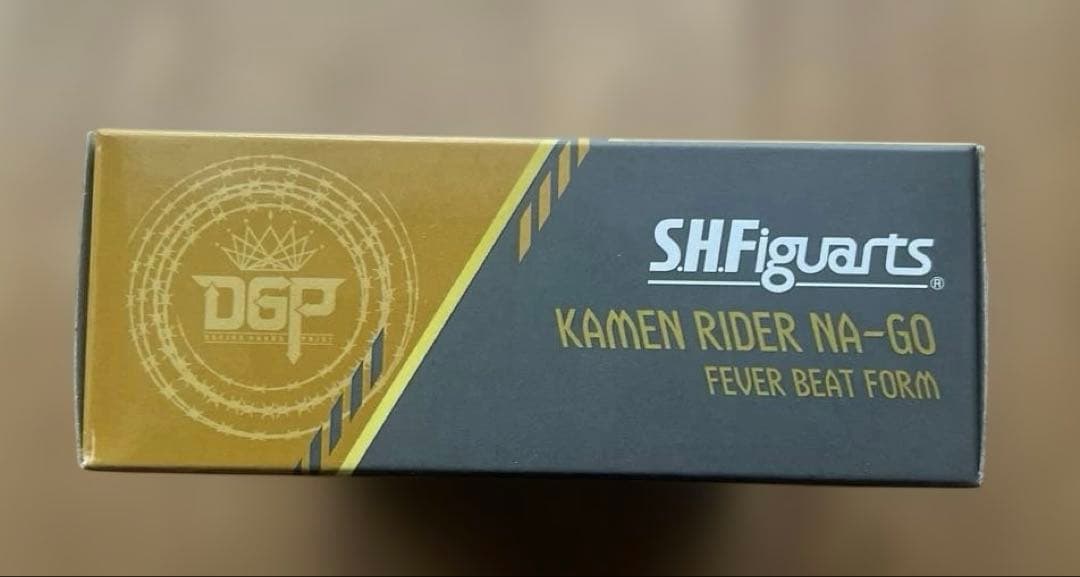 DGP
S.H.Figuarts
®
KAMEN RIDER NA-GO
FEVER BEAT FORM